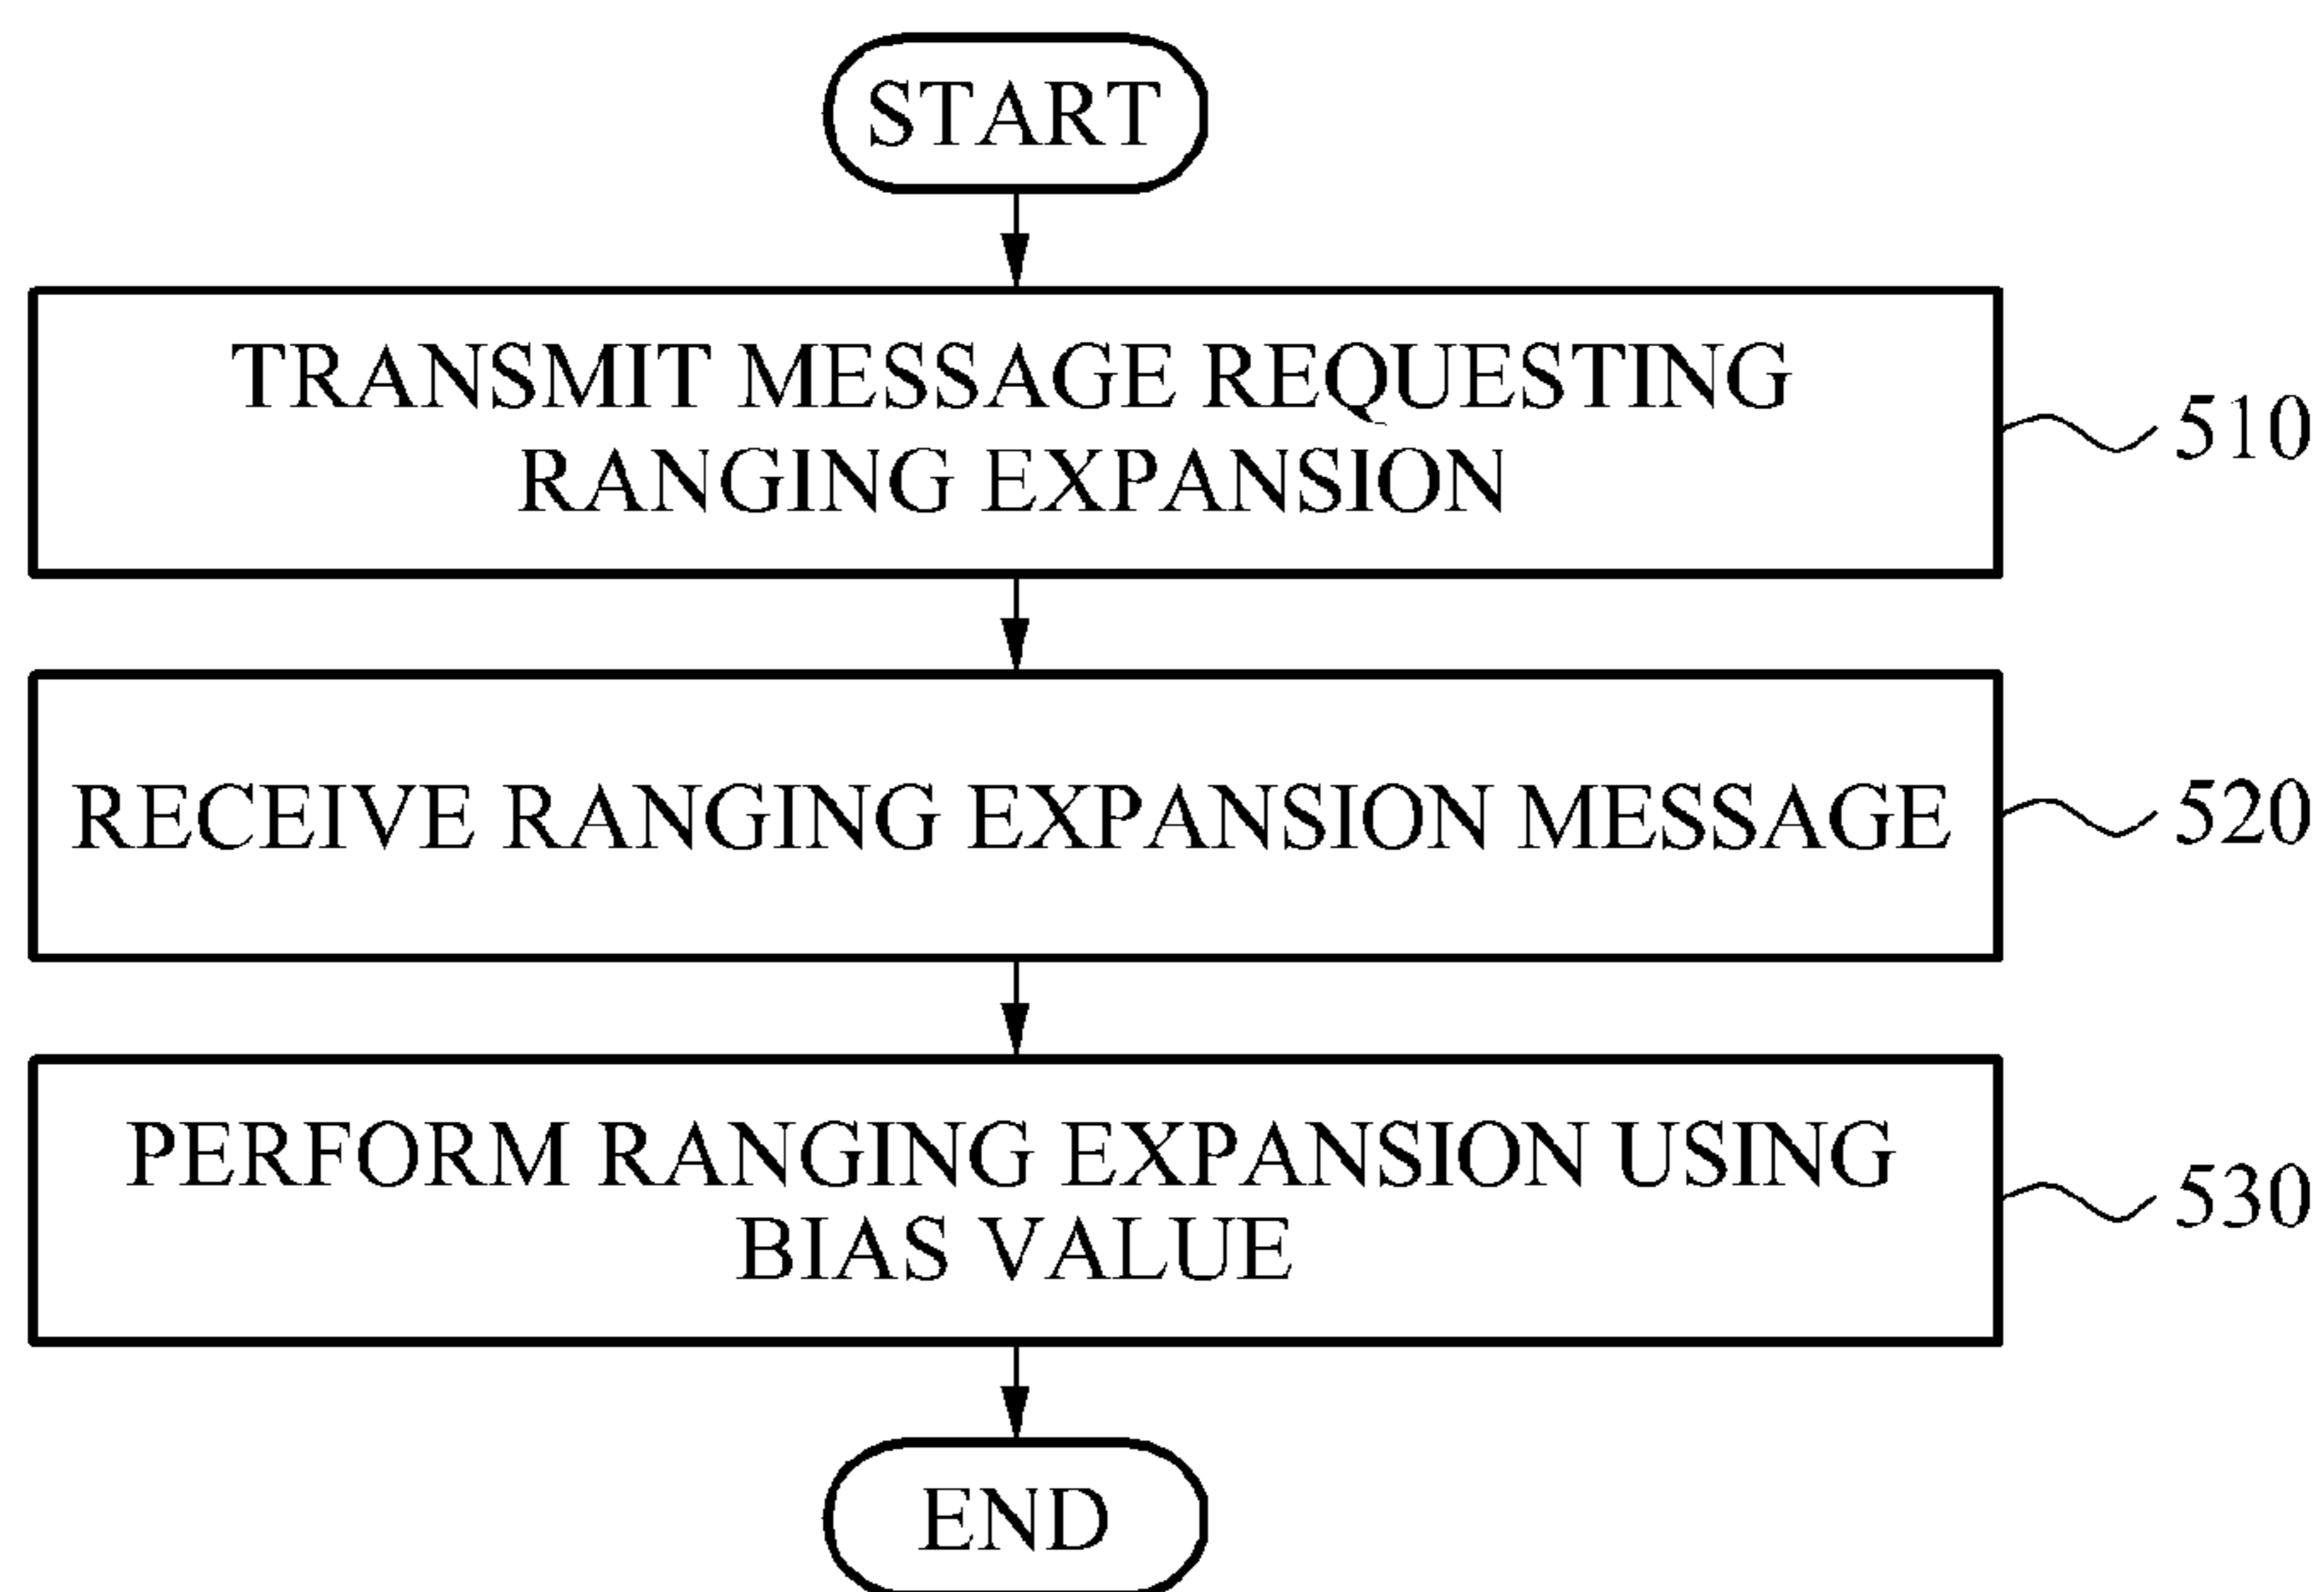 START
TRANSMIT MESSAGE REQUESTING
RANGING EXPANSION
510
RECEIVE RANGING EXPANSION MESSAGE
520
PERFORM RANGING EXPANSION USING
BIAS VALUE
530
END